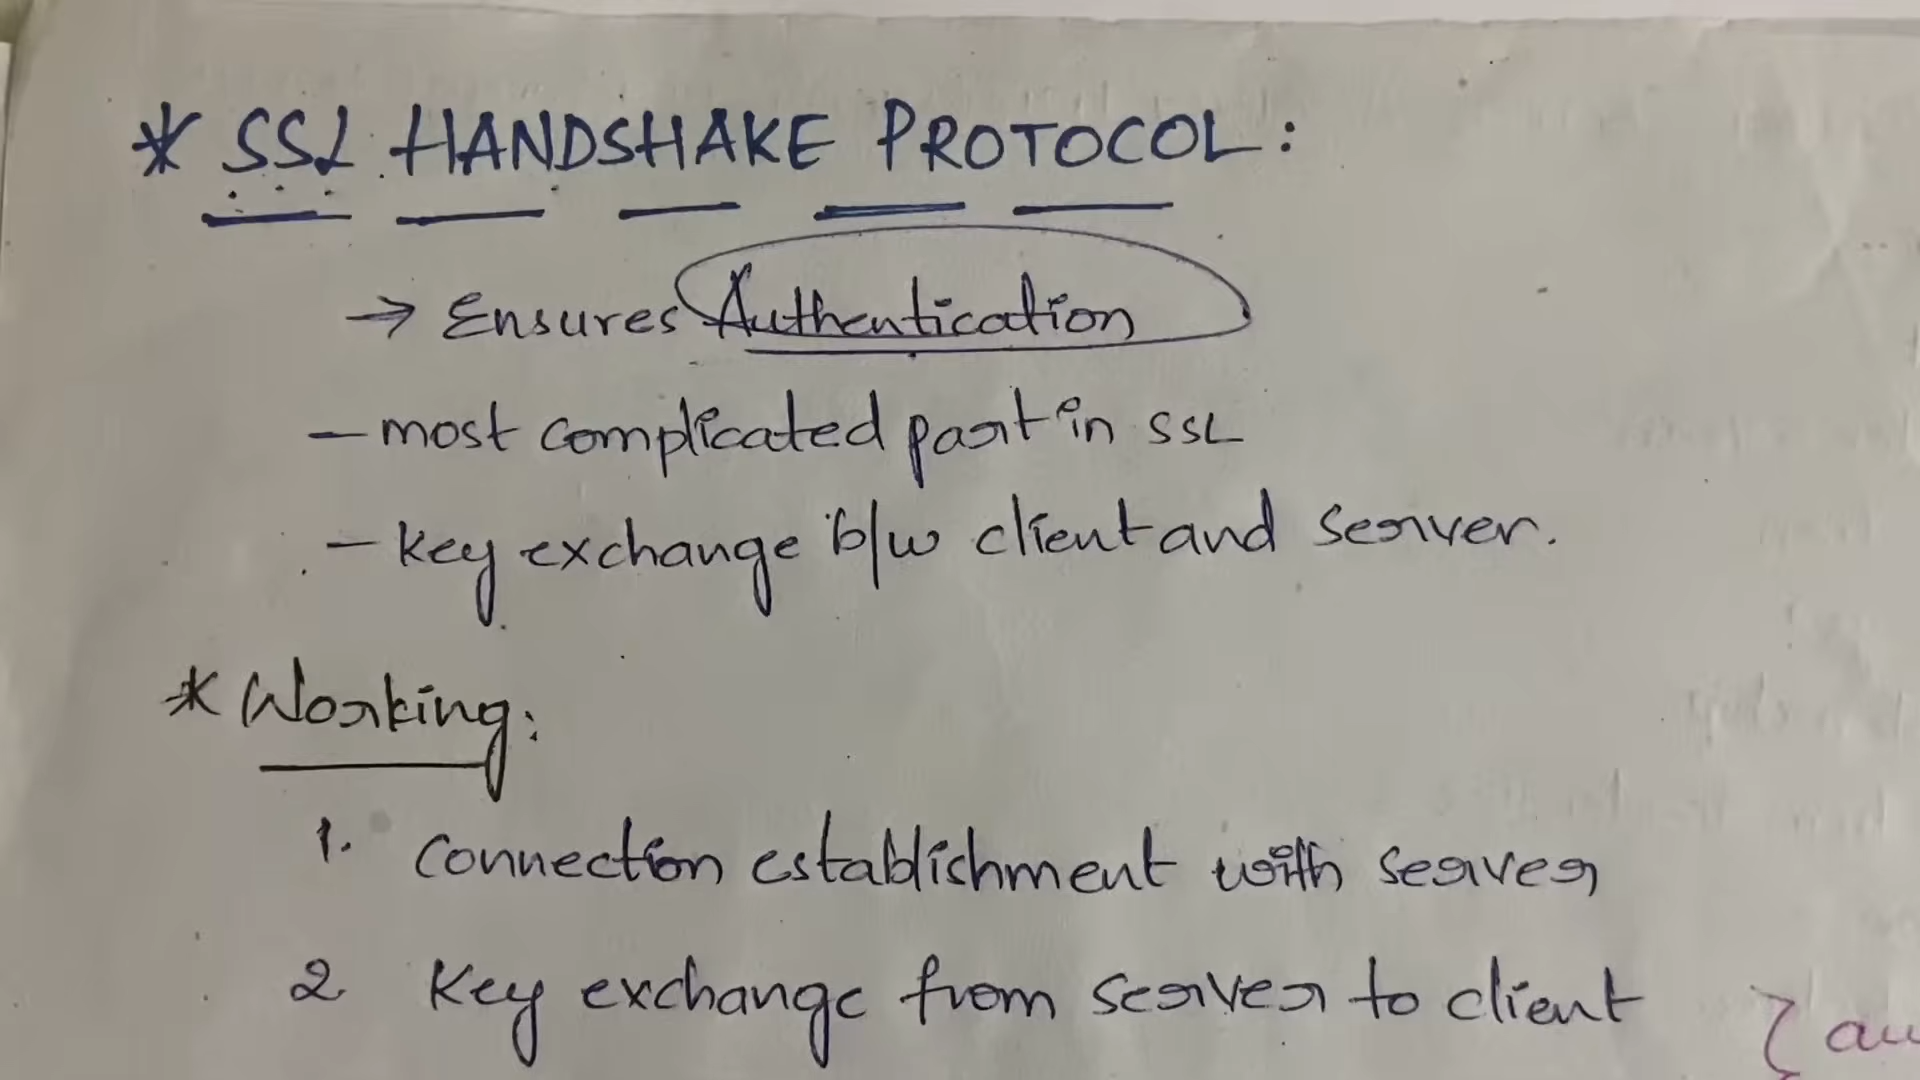 * SSL HANDSHAKE PROTOCOL:
→ Ensures Authentication
- most complicated part in SSL
- key exchange b/w client and server.
* Working:
1. connection establishment with server
2 Key exchange from server to client